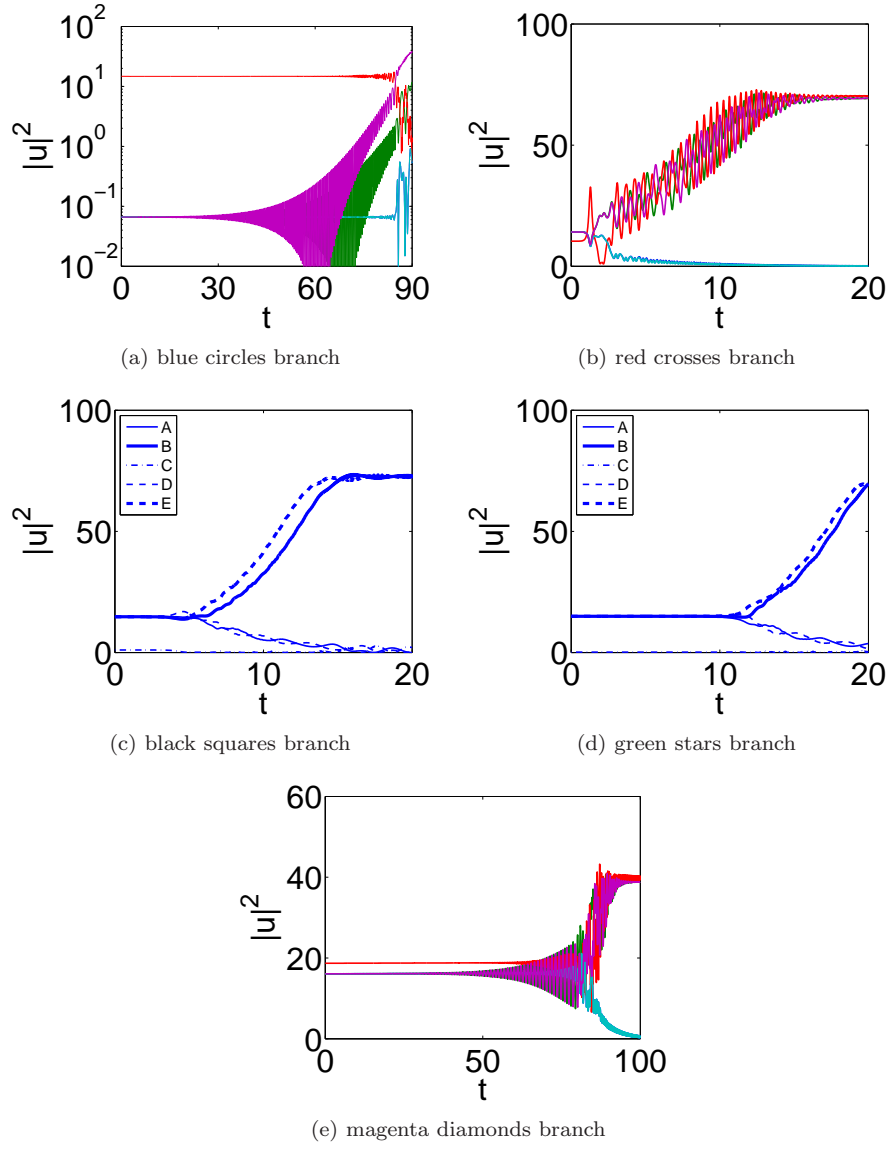 10^2
10^1
10^0
10^-1
10^-2
|u|^2
0 30 60 90
t
(a) blue circles branch
100
50
0
|u|^2
0 10 20
t
(b) red crosses branch
100
50
0
|u|^2
A
B
C
D
E
0 10 20
t
(c) black squares branch
100
50
0
|u|^2
A
B
C
D
E
0 10 20
t
(d) green stars branch
60
40
20
0
|u|^2
0 50 100
t
(e) magenta diamonds branch